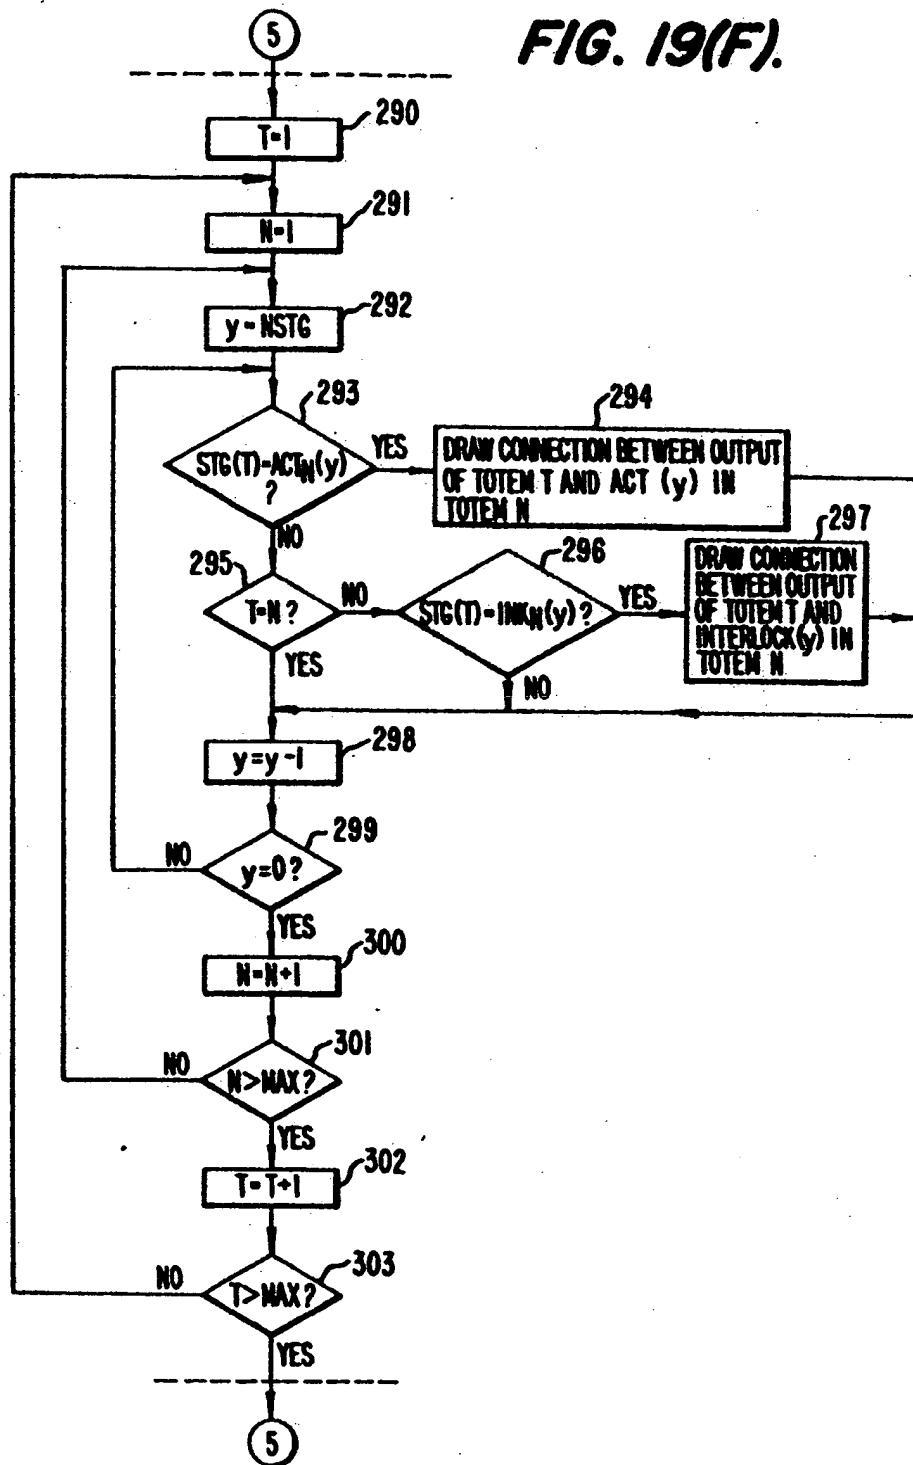 5
FIG. 19(F).
290
T=1
291
N=1
292
y=NSTG
293
STG(T)=ACTN(y)
?
YES
294
DRAW CONNECTION BETWEEN OUTPUT
OF TOTEM T AND ACT (y) IN
TOTEM N
NO
295
T=N?
NO
296
STG(T)=INKN(y)?
YES
297
DRAW CONNECTION
BETWEEN OUTPUT
OF TOTEM T AND
INTERLOCK(y) IN
TOTEM N
YES
NO
298
y=y-1
299
y=0?
NO
YES
300
N=N+1
301
N>MAX?
NO
YES
302
T=T+1
303
T>MAX?
NO
YES
5